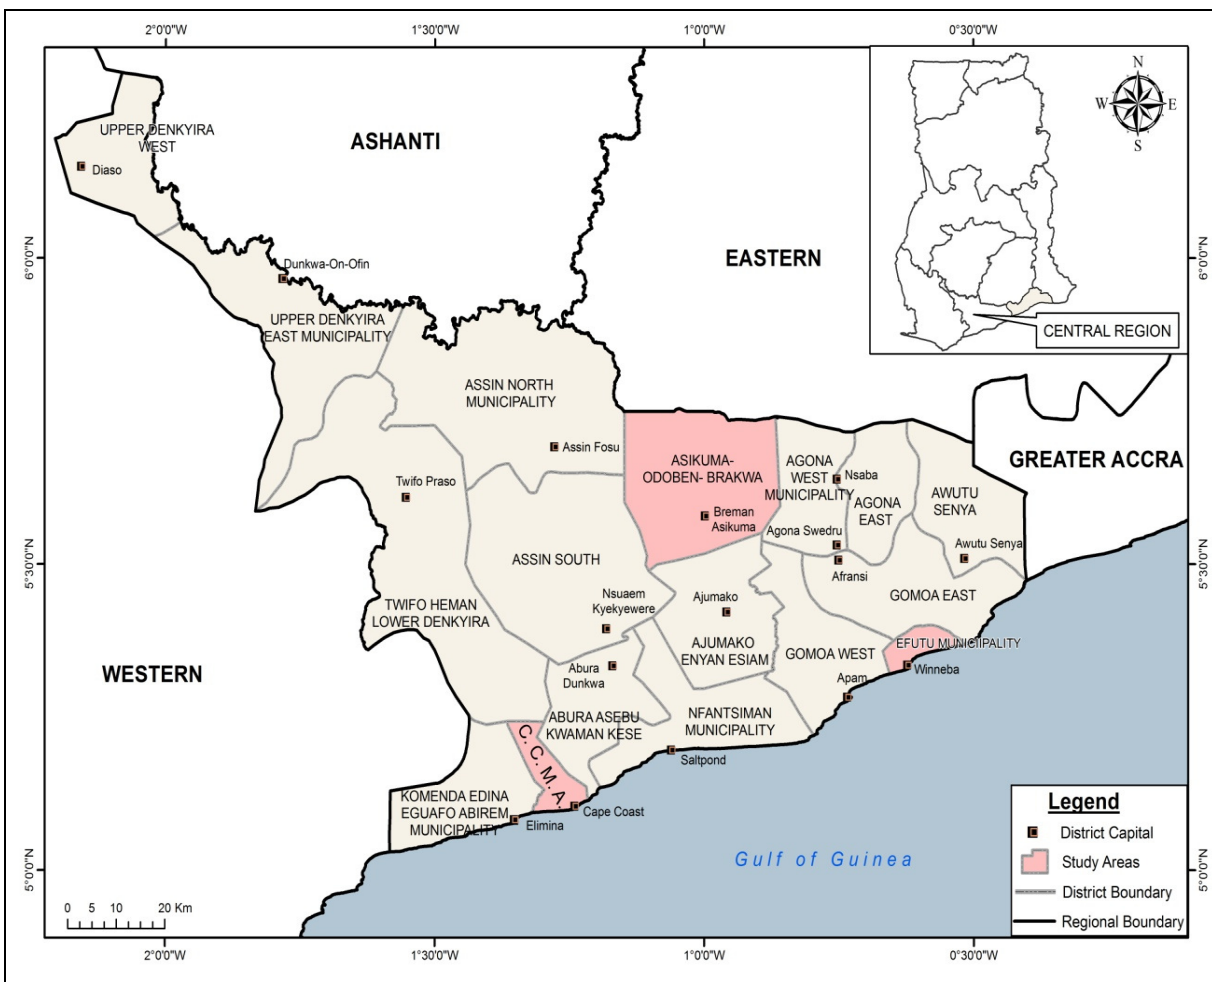 2°0'0"W
1°30'0"W
1°0'0"W
0°30'0"W
N
W
E
S
UPPER DENKYIRA
WEST
ASHANTI
Diaso
6°0'0"N
6°0'0"N
EASTERN
Dunkwa-On-Ofin
UPPER DENKYIRA
EAST MUNICIPALITY
CENTRAL REGION
ASSIN NORTH
MUNICIPALITY
Assin Fosu
ASIKUMA-
ODOBEN- BRAKWA
AGONA
WEST
MUNICIPALITY
Nsaba
GREATER ACCRA
Twifo Praso
AGONA
EAST
AWUTU
SENYA
Breman
Asikuma
Agona Swedru
Awutu Senya
5°30'0"N
5°30'0"N
ASSIN SOUTH
Afransi
Nsuaem
Kyekyewere
Ajumako
GOMOA EAST
TWIFO HEMAN
LOWER DENKYIRA
AJUMAKO
ENYAN ESIAM
EFUTU MUNICIIPALITY
GOMOA WEST
WESTERN
Abura
Dunkwa
Apam
Winneba
ABURA ASEBU
KWAMAN KESE
NFANTSIMAN
MUNICIPALITY
C. C. M. A.
Saltpond
KOMENDA EDINA
EGUAFO ABIREM
MUNICIPALITY
Elimina
Cape Coast
Gulf of Guinea
5°0'0"N
5°0'0"N
Legend
District Capital
Study Areas
District Boundary
Regional Boundary
0 5 10 20 Km
2°0'0"W
1°30'0"W
1°0'0"W
0°30'0"W